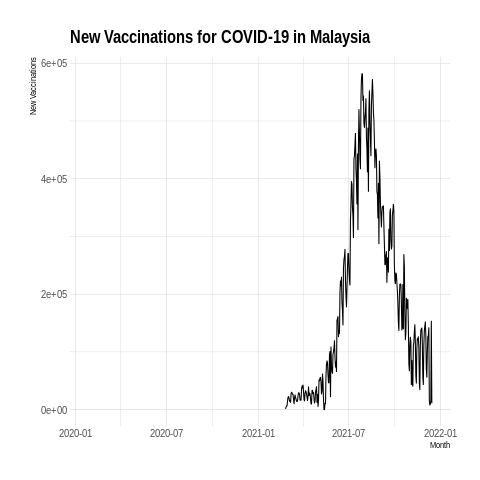 New Vaccinations for COVID-19 in Malaysia
New Vaccinations
6e+05
4e+05
2e+05
0e+00
2020-01 2020-07 2021-01 2021-07 2022-01
Month